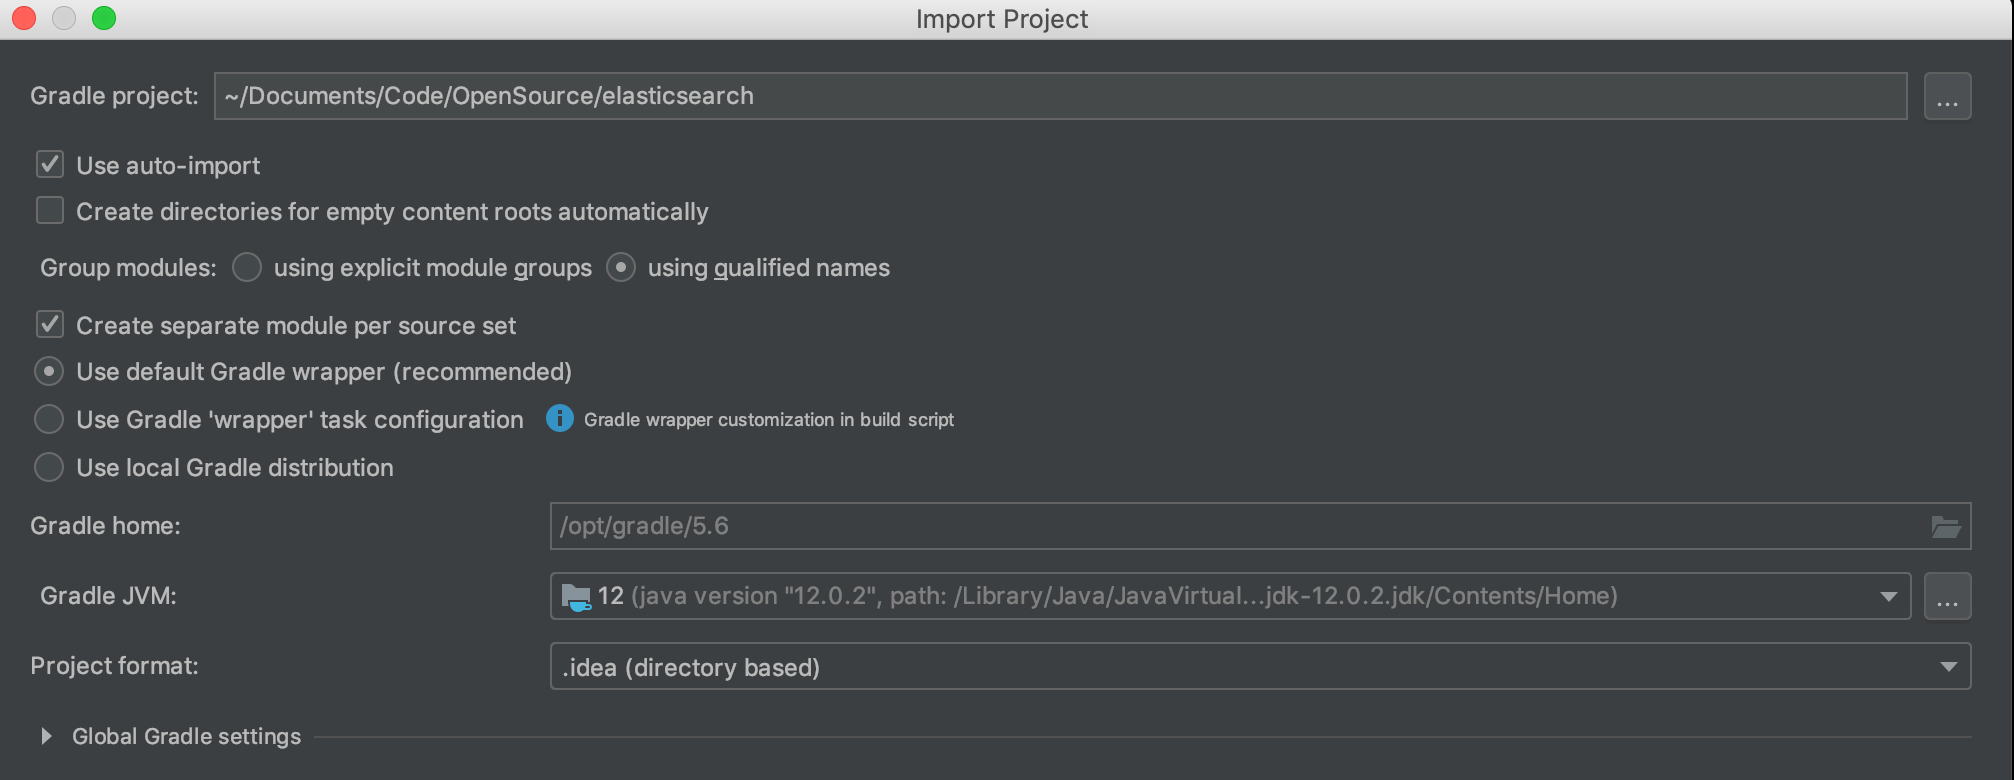 Import Project
Gradle project: ~/Documents/Code/OpenSource/elasticsearch ...
Use auto-import
Create directories for empty content roots automatically
Group modules: using explicit module groups using qualified names
Create separate module per source set
Use default Gradle wrapper (recommended)
Use Gradle 'wrapper' task configuration Gradle wrapper customization in build script
Use local Gradle distribution
Gradle home: /opt/gradle/5.6
Gradle JVM: 12 (java version "12.0.2", path: /Library/Java/JavaVirtual...jdk-12.0.2.jdk/Contents/Home) ...
Project format: .idea (directory based)
Global Gradle settings